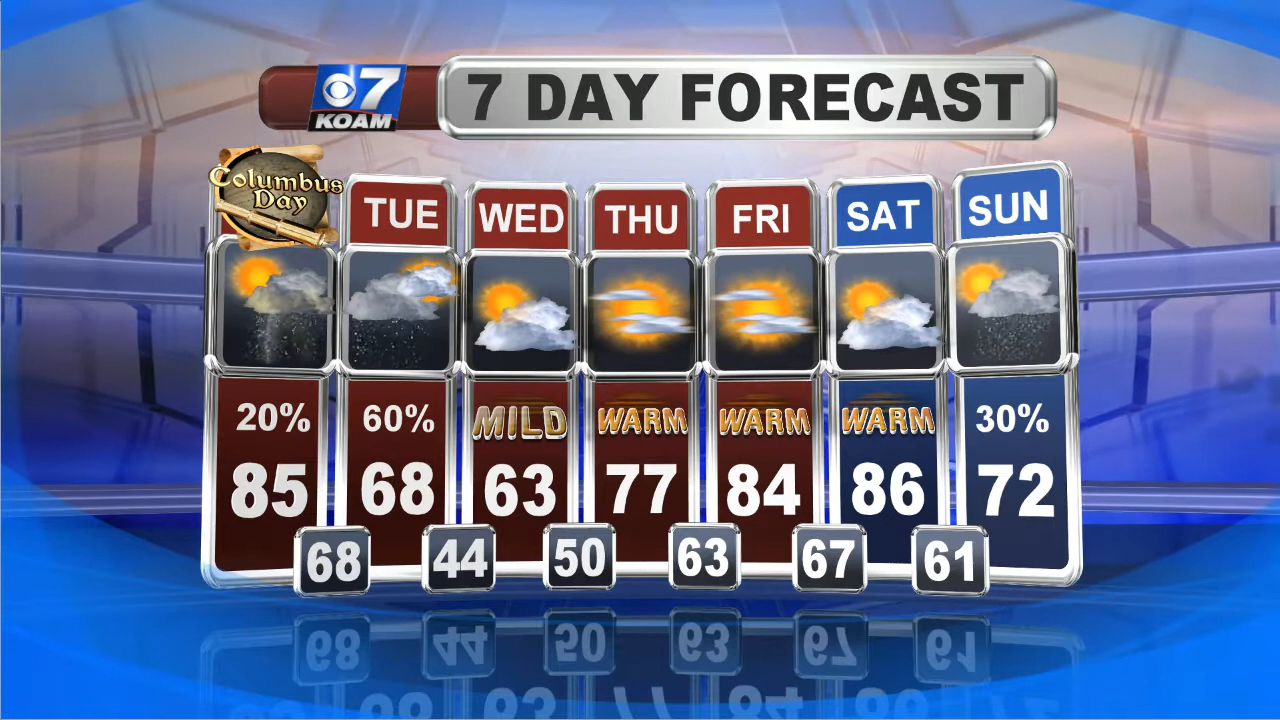 7
KOAM
7 DAY FORECAST
Columbus
Day
TUE
WED
THU
FRI
SAT
SUN
20%
60%
MILD
WARM
WARM
WARM
30%
85
68
63
77
84
86
72
68
44
50
63
67
61